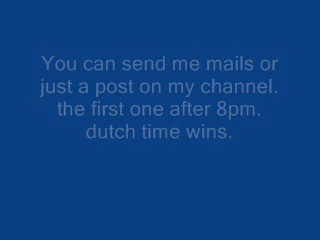 You can send me mails or
just a post on my channel.
the first one after 8pm.
dutch time wins.